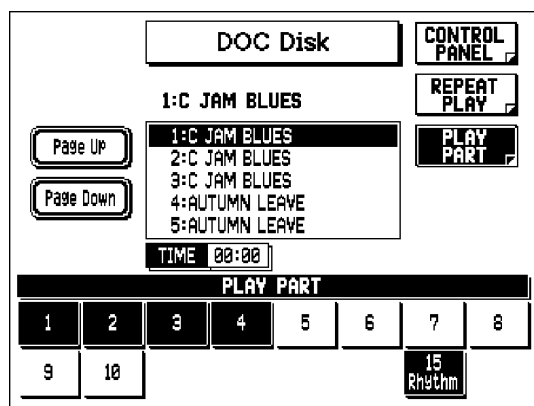 DOC Disk
CONTROL
PANEL
1:C JAM BLUES
REPEAT
PLAY
Page Up
Page Down
1:C JAM BLUES
2:C JAM BLUES
3:C JAM BLUES
4:AUTUMN LEAVE
5:AUTUMN LEAVE
PLAY
PART
TIME 00:00
PLAY PART
1 2 3 4 5 6 7 8
9 10 15
Rhythm